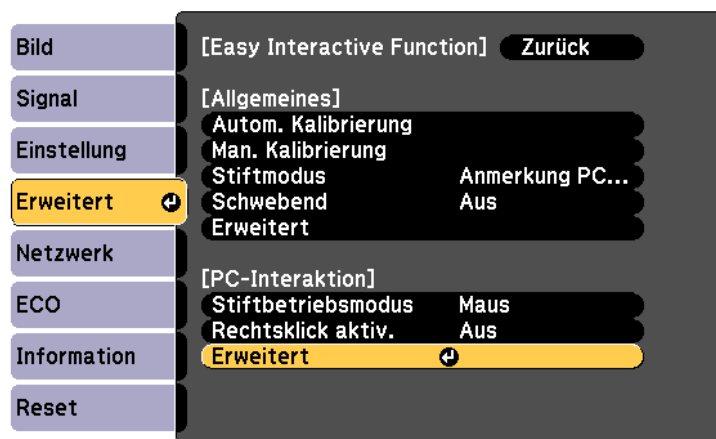 Bild
Signal
Einstellung
Erweitert
Netzwerk
ECO
Information
Reset
[Easy Interactive Function] Zurück
[Allgemeines]
Autom. Kalibrierung
Man. Kalibrierung
Stiftmodus Anmerkung PC...
Schwebend Aus
Erweitert
[PC-Interaktion]
Stiftbetriebsmodus Maus
Rechtsklick aktiv. Aus
Erweitert